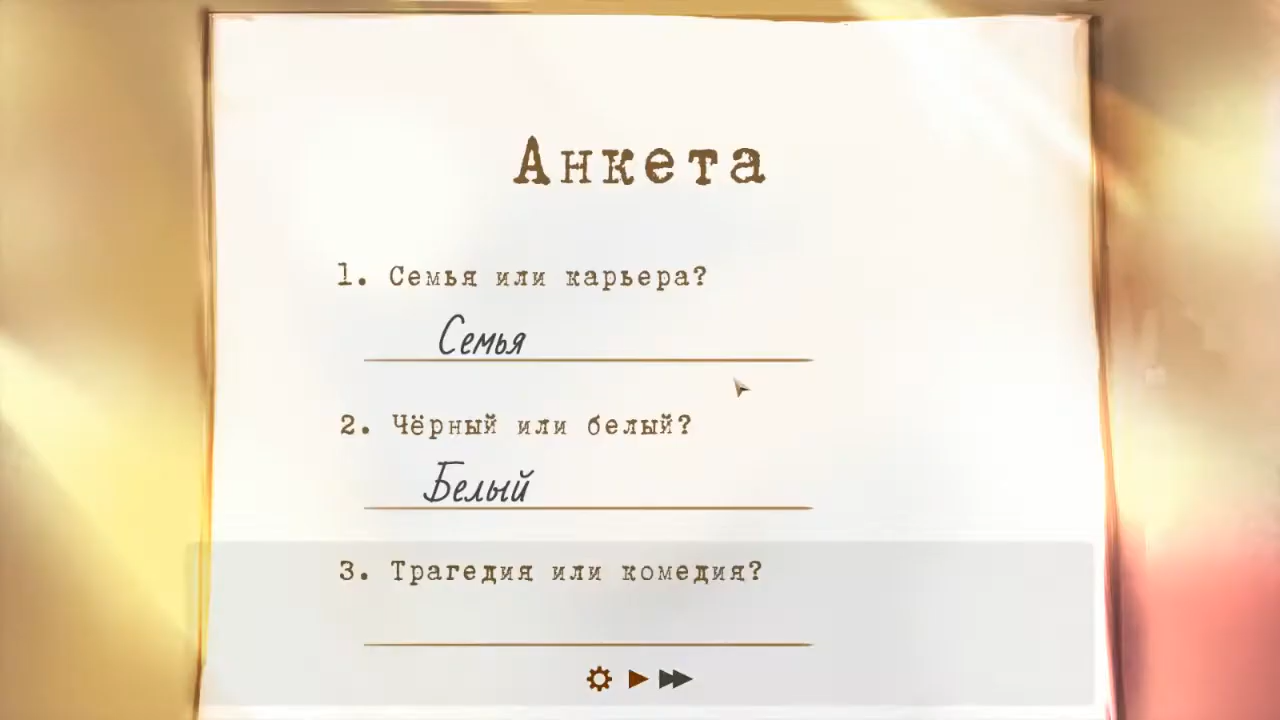 Анкета
1. Семья или карьера?
Семья
2. Чёрный или белый?
Белый
3. Трагедия или комедия?